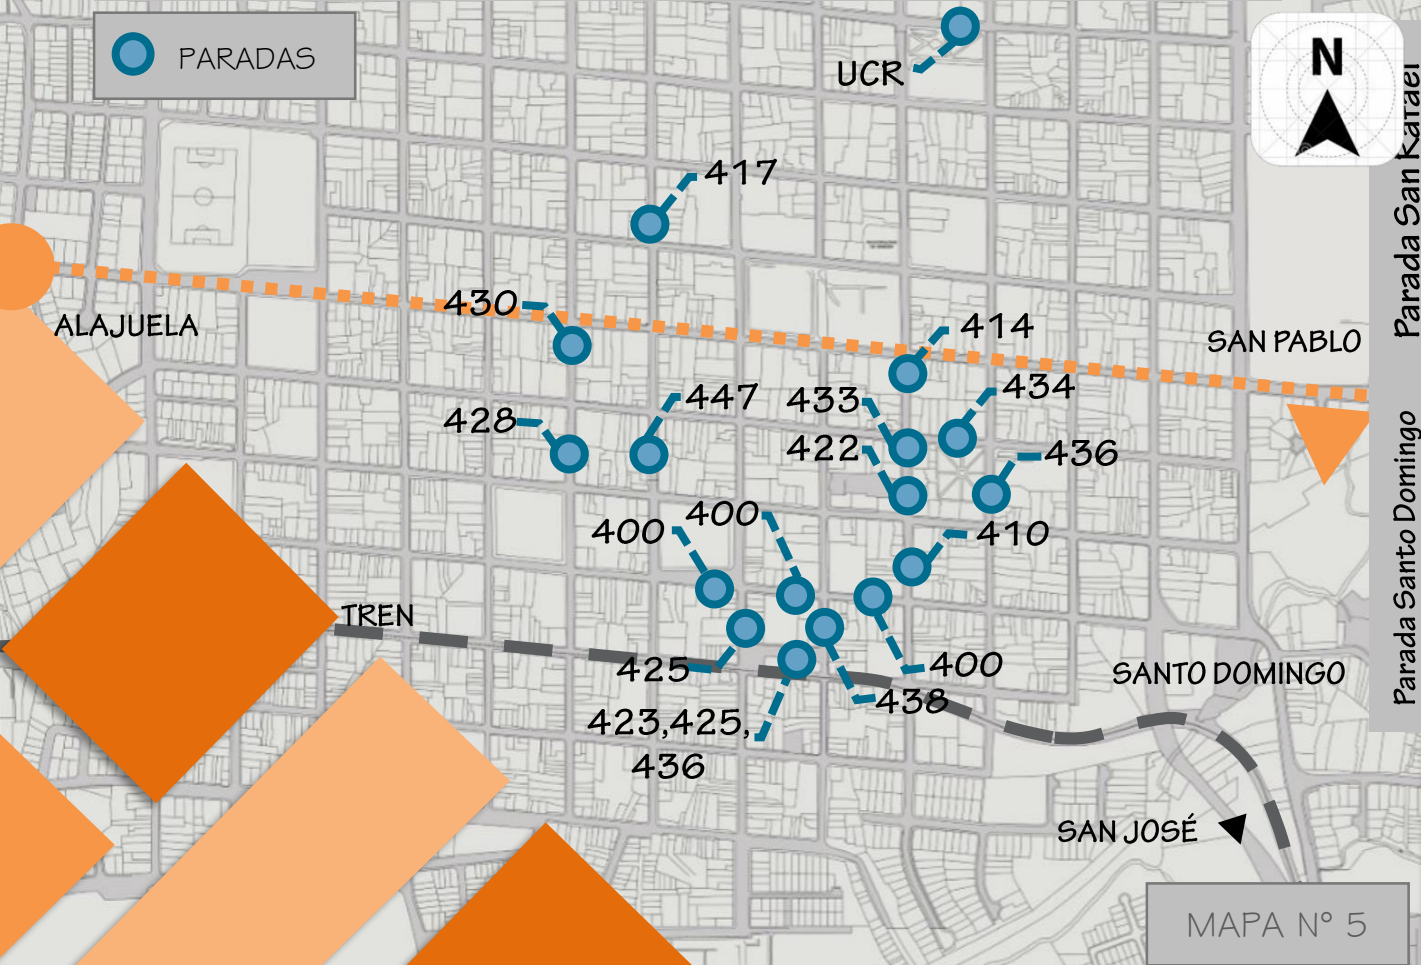 PARADAS
UCR
N
417
430
ALAJUELA
414
SAN PABLO
433
434
447
428
422
436
400
400
410
TREN
425
400
438
SANTO DOMINGO
423,425,
436
SAN JOSÉ
MAPA N° 5
Parada San Rafael
Parada Santo Domingo